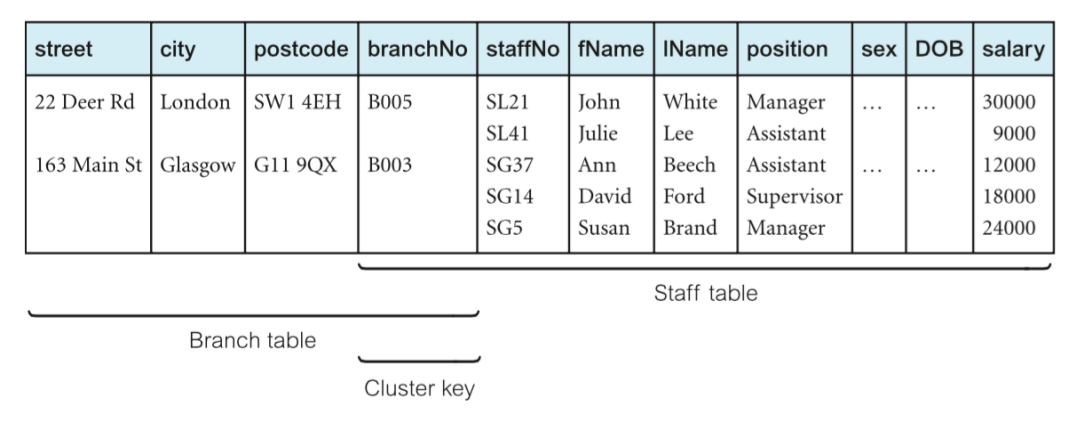 street city postcode branchNo staffNo fName lName position sex DOB salary
22 Deer Rd London SW1 4EH B005 SL21 John White Manager ... ... 30000
SL41 Julie Lee Assistant 9000
163 Main St Glasgow G11 9QX B003 SG37 Ann Beech Assistant ... ... 12000
SG14 David Ford Supervisor 18000
SG5 Susan Brand Manager 24000
Staff table
Branch table
Cluster key